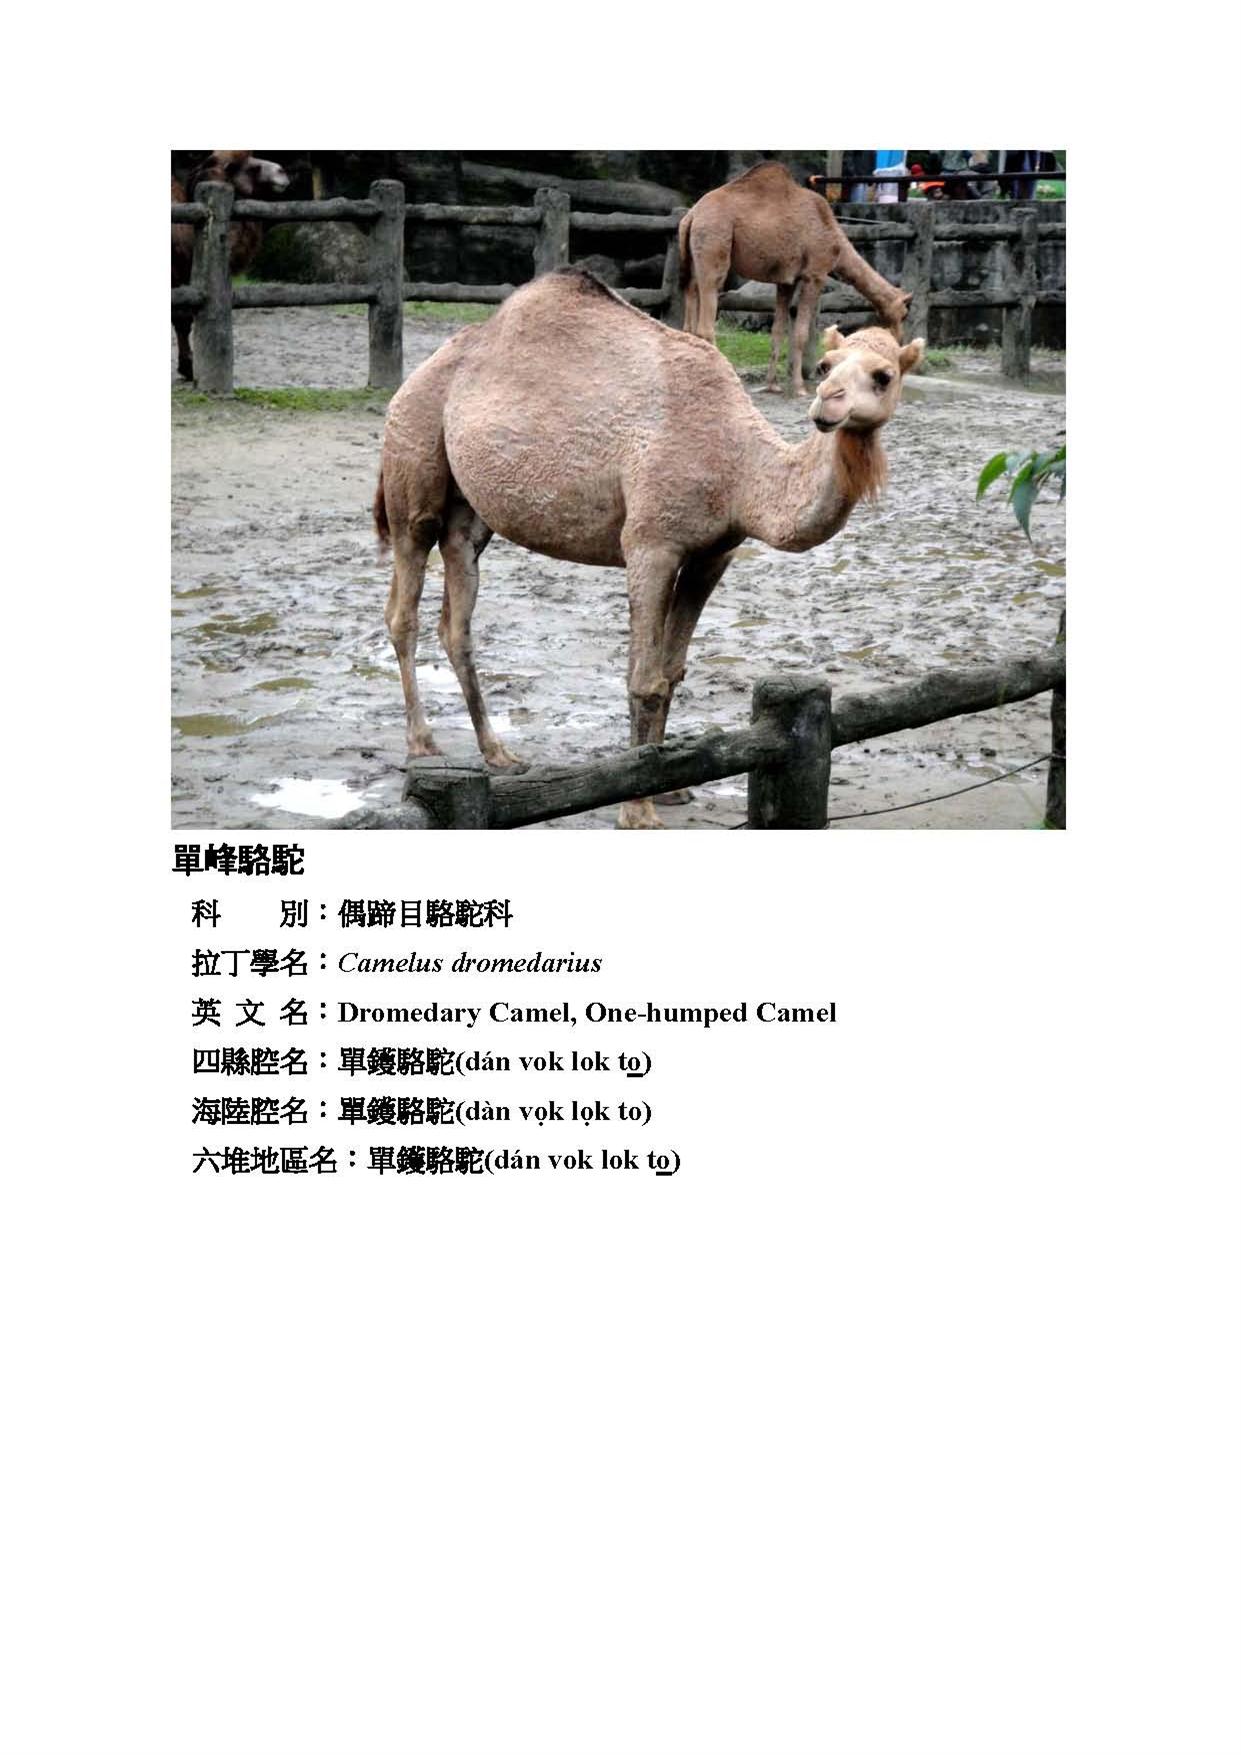 單峰駱駝
科　　別：偶蹄目駱駝科
拉丁學名：Camelus dromedarius
英 文 名：Dromedary Camel, One-humped Camel
四縣腔名：單鑊駱駝(dán vok lok to̲)
海陸腔名：單鑊駱駝(dàn vọk lọk to)
六堆地區名：單鑊駱駝(dán vok lok to̲)